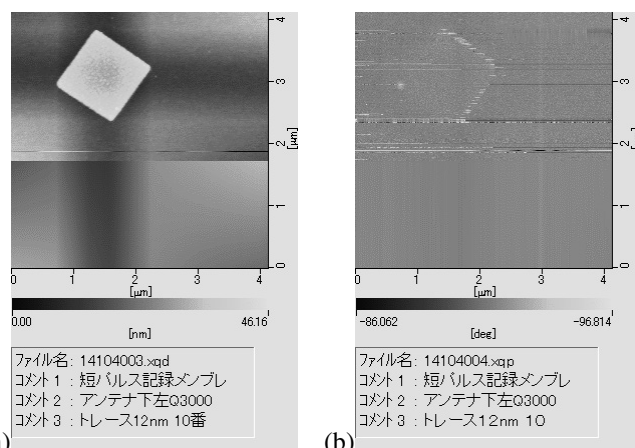 4
3
2
1
0
[μm]
0 1 2 3 4
[μm]
0.00 46.16
[nm]
ファイル名: 14104003.xqd
コメント 1 : 短パルス記録メンブレ
コメント 2 : アンテナ下左Q3000
コメント 3 : トレース12nm 10番
4
3
2
1
0
0 1 2 3 4
[μm]
-86.062 -96.814
[deg]
ファイル名: 14104004.xqp
コメント 1 : 短パルス記録メンブレ
コメント 2 : アンテナ下左Q3000
コメント 3 : トレース12nm 10
(b)